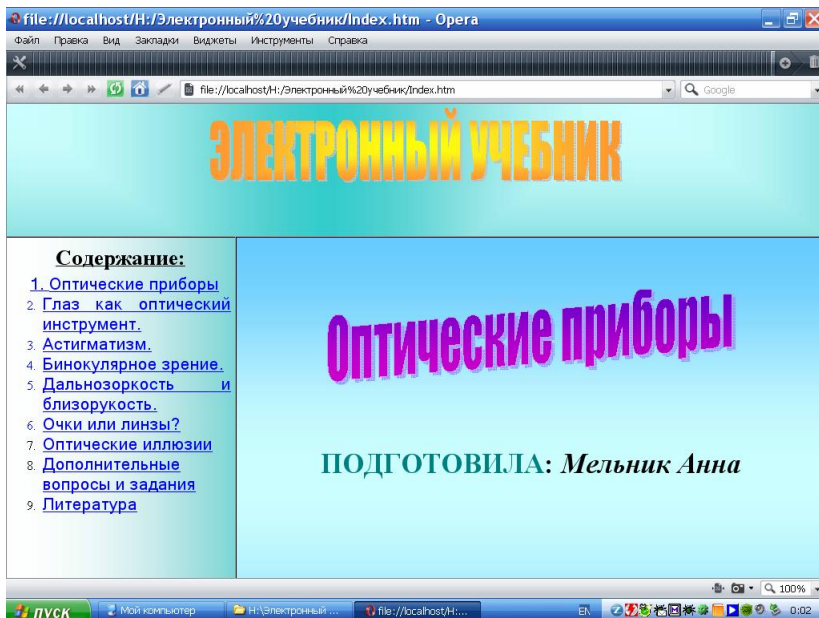 file://localhost/H:/Электронный%20учебник/Index.htm - Opera
Файл Правка Вид Закладки Виджеты Инструменты Справка
file://localhost/H:/Электронный%20учебник/Index.htm
Google
ЭЛЕКТРОННЫЙ УЧЕБНИК
Содержание:
1. Оптические приборы
2. Глаз как оптический
инструмент.
3. Астигматизм.
4. Бинокулярное зрение.
5. Дальнозоркость и
близорукость.
6. Очки или линзы?
7. Оптические иллюзии
8. Дополнительные
вопросы и задания
9. Литература
Оптические приборы
ПОДГОТОВИЛА: Мельник Анна
100%
пуск
Мой компьютер
H:\Электронный ...
file://localhost/H:...
EN
0:02